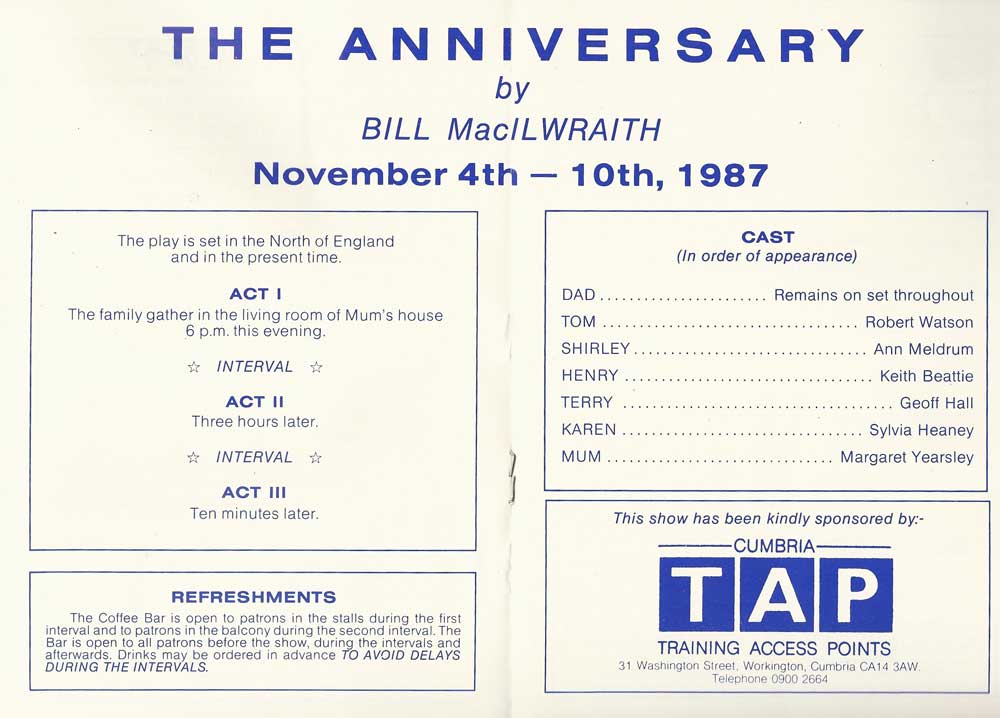 THE ANNIVERSARY
by
BILL MacILWRAITH
November 4th — 10th, 1987
The play is set in the North of England
and in the present time.
ACT I
The family gather in the living room of Mum's house
6 p.m. this evening.
☆ INTERVAL ☆
ACT II
Three hours later.
☆ INTERVAL ☆
ACT III
Ten minutes later.
REFRESHMENTS
The Coffee Bar is open to patrons in the stalls during the first
interval and to patrons in the balcony during the second interval. The
Bar is open to all patrons before the show, during the intervals and
afterwards. Drinks may be ordered in advance TO AVOID DELAYS
DURING THE INTERVALS.
CAST
(In order of appearance)
DAD ....................... Remains on set throughout
TOM ................................... Robert Watson
SHIRLEY ................................ Ann Meldrum
HENRY .................................. Keith Beattie
TERRY ..................................... Geoff Hall
KAREN ................................. Sylvia Heaney
MUM ............................... Margaret Yearsley
This show has been kindly sponsored by:-
CUMBRIA
TAP
TRAINING ACCESS POINTS
31 Washington Street, Workington, Cumbria CA14 3AW.
Telephone 0900 2664